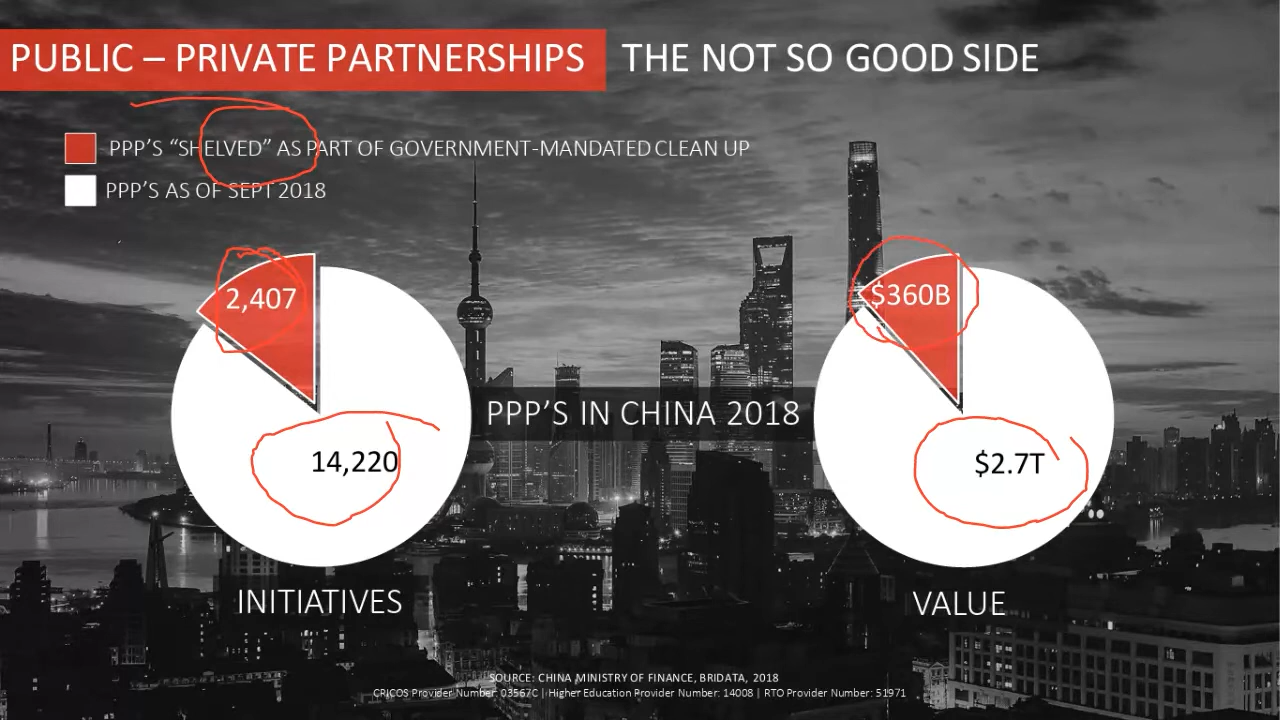 PUBLIC – PRIVATE PARTNERSHIPS THE NOT SO GOOD SIDE
PPP'S “SHELVED” AS PART OF GOVERNMENT-MANDATED CLEAN UP
PPP'S AS OF SEPT 2018
2,407
$360B
PPP'S IN CHINA 2018
14,220
$2.7T
INITIATIVES
VALUE
SOURCE: CHINA MINISTRY OF FINANCE, BRIDATA, 2018
CRICOS Provider Number: 03567C | Higher Education Provider Number: 14008 | RTO Provider Number: 51971